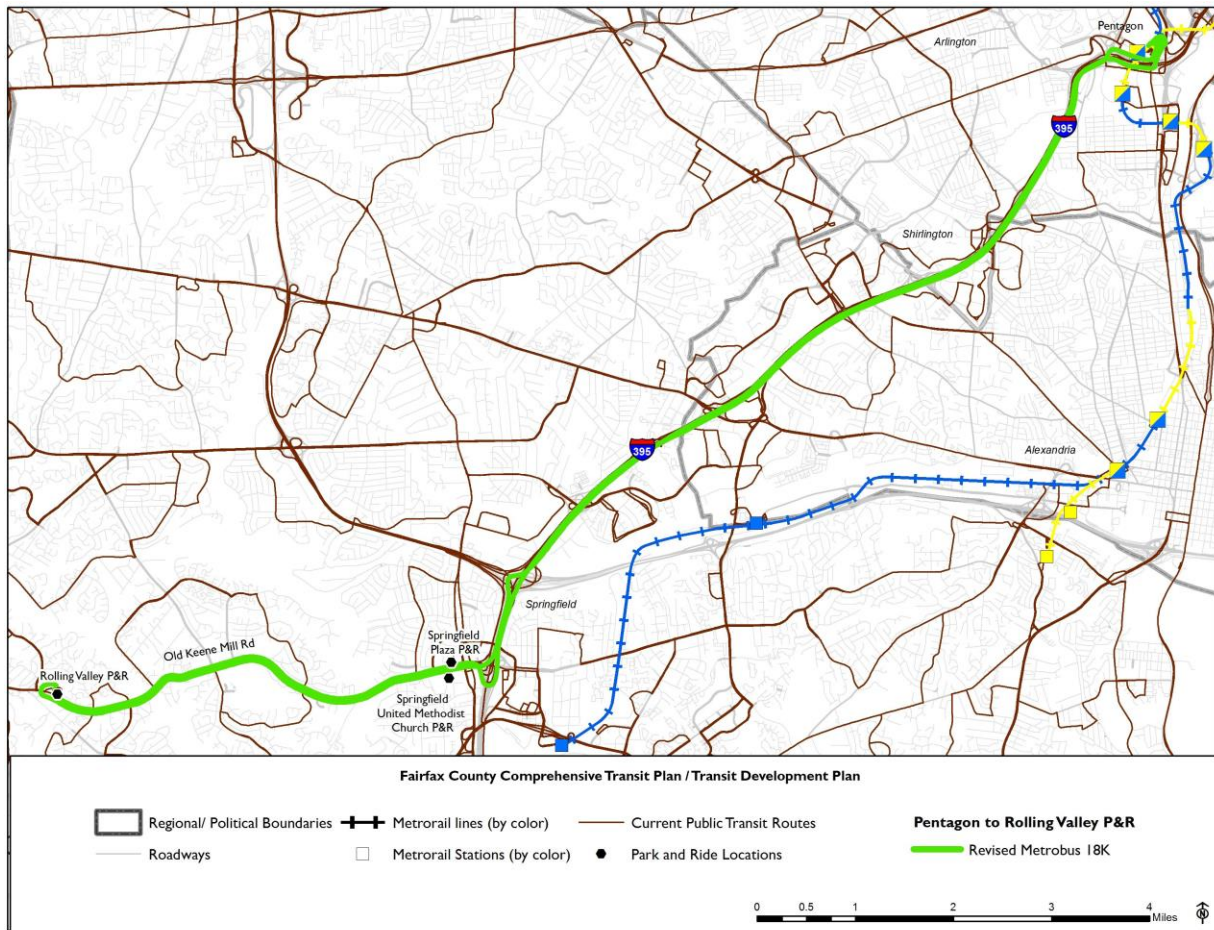 Pentagon
Arlington
395
Shirlington
395
Alexandria
Springfield
Springfield
Plaza P&R
Old Keene Mill Rd
Rolling Valley P&R
Springfield
United Methodist
Church P&R
Fairfax County Comprehensive Transit Plan / Transit Development Plan
Regional/ Political Boundaries
Metrorail lines (by color)
Current Public Transit Routes
Pentagon to Rolling Valley P&R
Roadways
Metrorail Stations (by color)
Park and Ride Locations
Revised Metrobus 18K
0 0.5 1 2 3 4
Miles
N